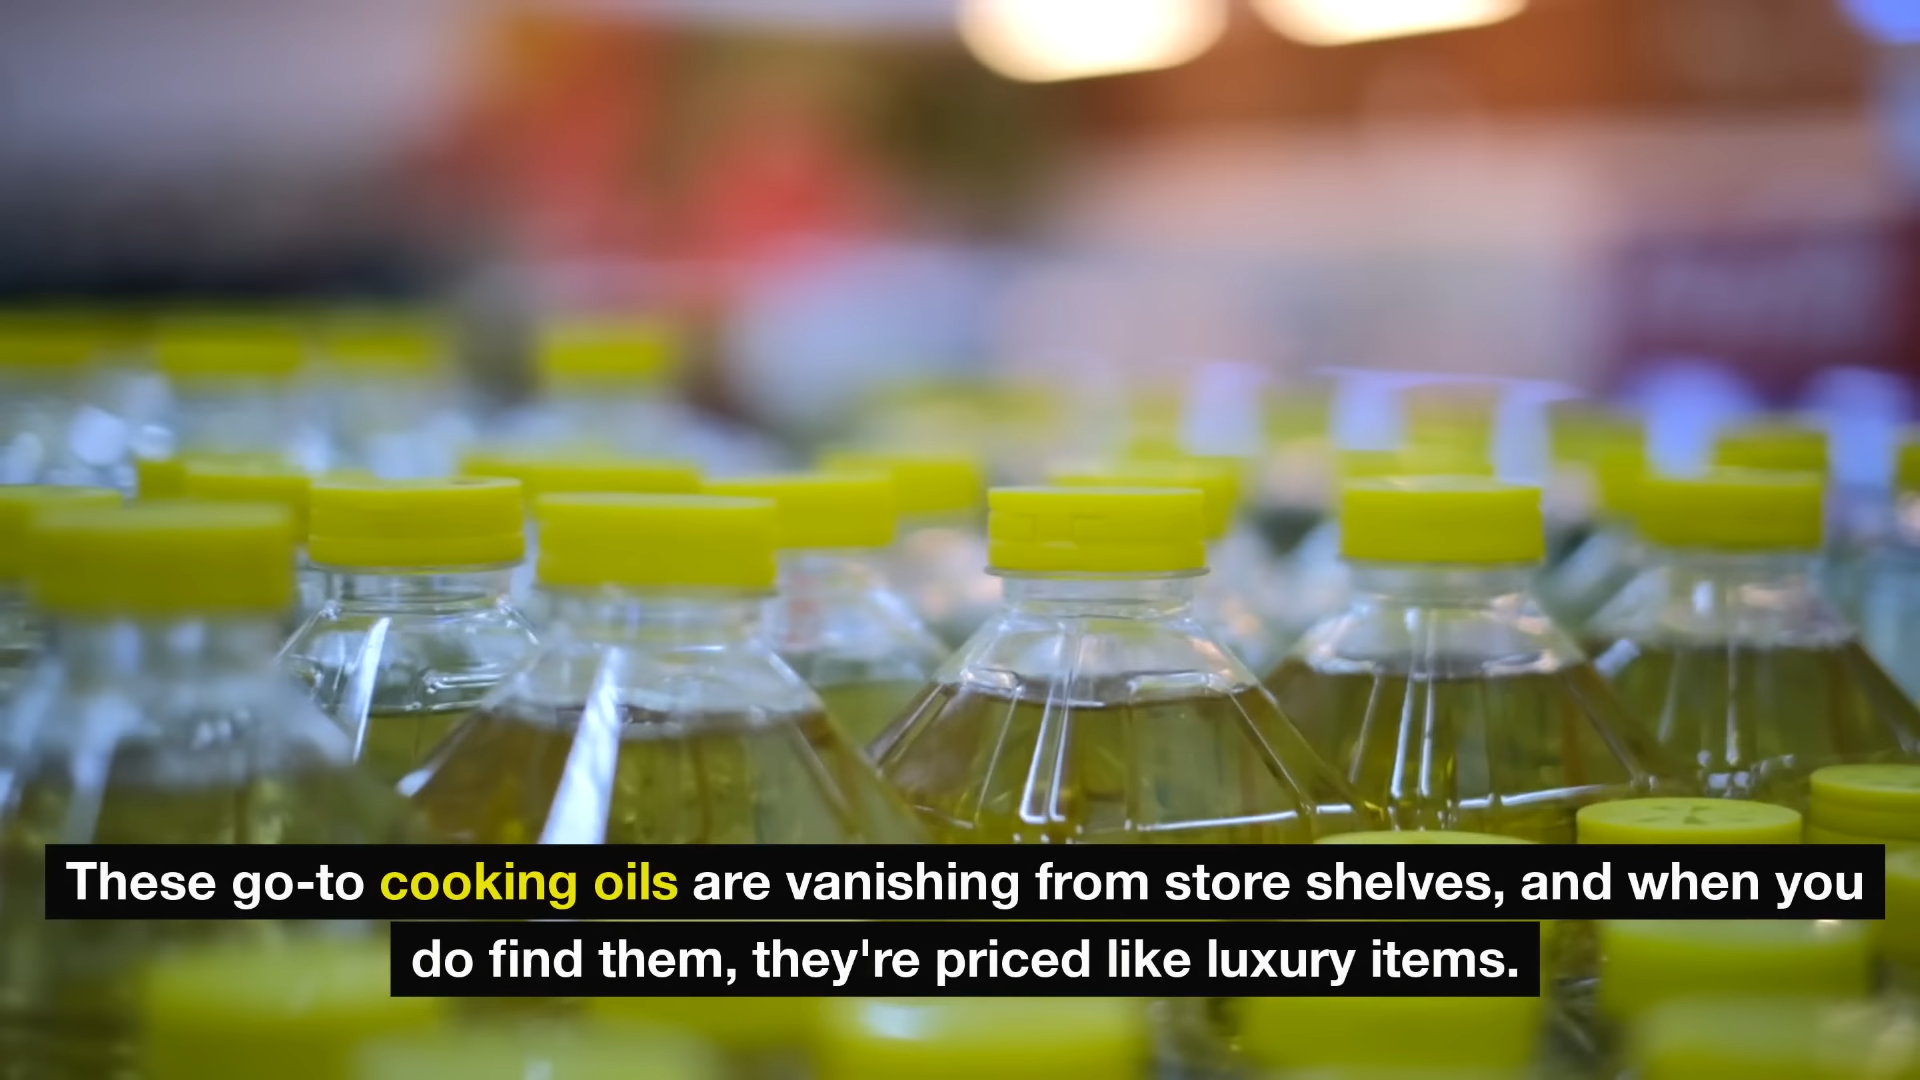 These go-to cooking oils are vanishing from store shelves, and when you
do find them, they're priced like luxury items.